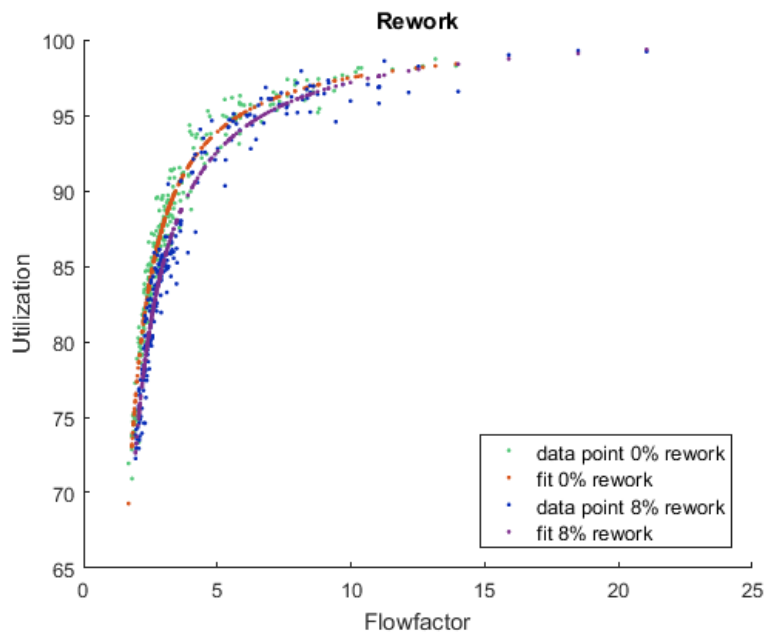 Rework
100
95
90
85
80
75
70
65
Utilization
0 5 10 15 20 25
Flowfactor
data point 0% rework
fit 0% rework
data point 8% rework
fit 8% rework